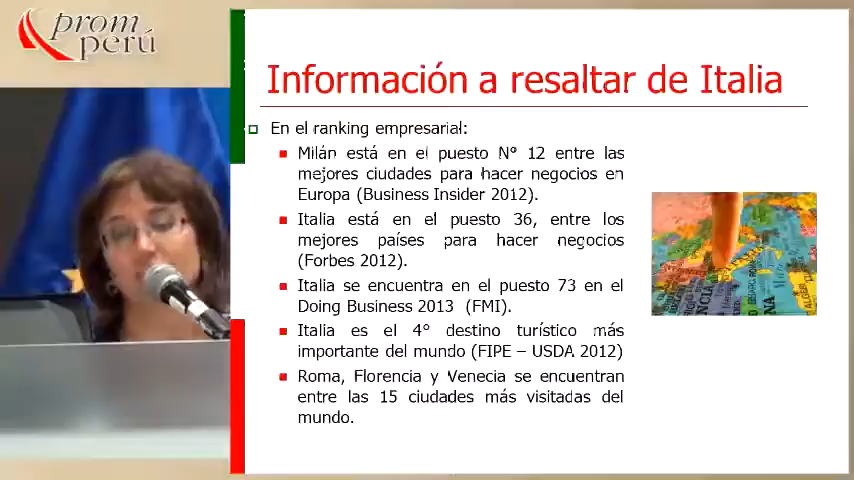 prom
perú
Información a resaltar de Italia
En el ranking empresarial:
Milán está en el puesto N° 12 entre las
mejores ciudades para hacer negocios en
Europa (Business Insider 2012).
Italia está en el puesto 36, entre los
mejores países para hacer negocios
(Forbes 2012).
Italia se encuentra en el puesto 73 en el
Doing Business 2013 (FMI).
Italia es el 4° destino turístico más
importante del mundo (FIPE – USDA 2012)
Roma, Florencia y Venecia se encuentran
entre las 15 ciudades más visitadas del
mundo.